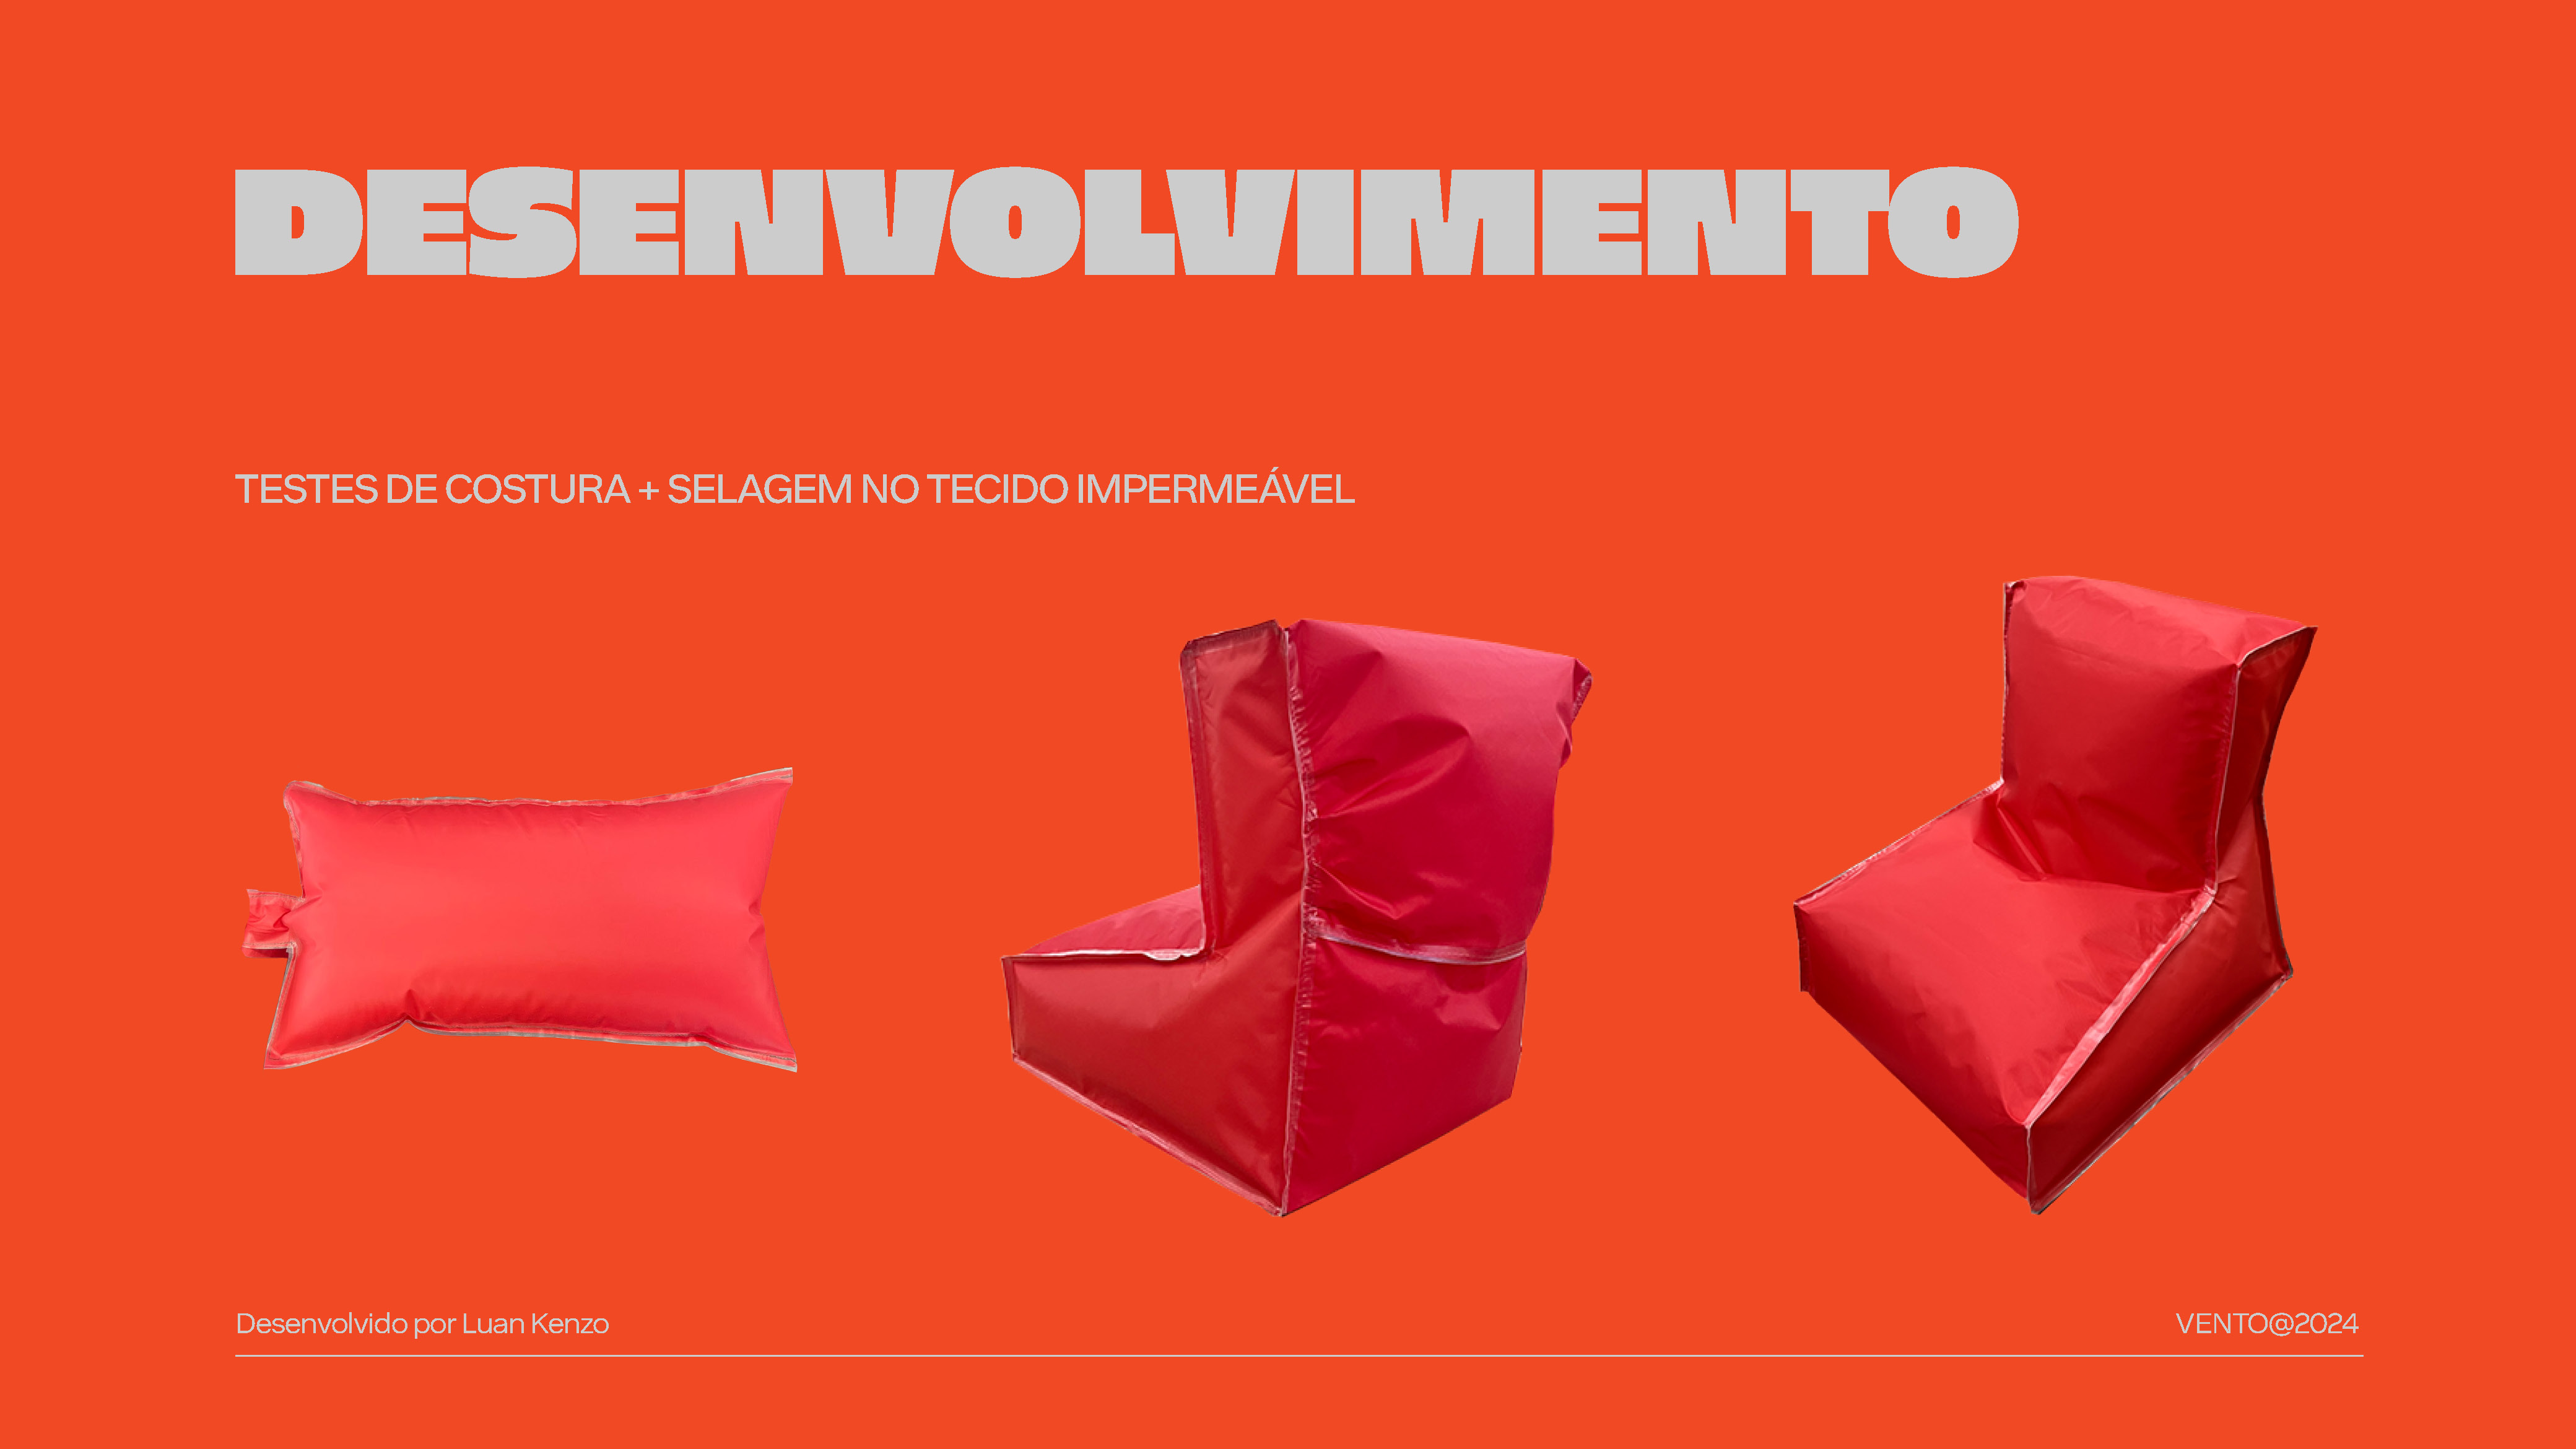 DESENVOLVIMENTO
TESTES DE COSTURA + SELAGEM NO TECIDO IMPERMEÁVEL
Desenvolvido por Luan Kenzo
VENTO@2024